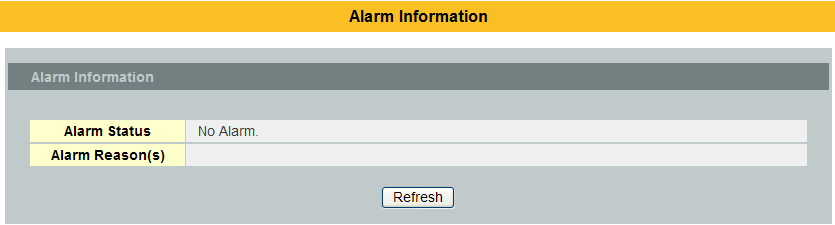 Alarm Information
Alarm Information
Alarm Status No Alarm.
Alarm Reason(s)
Refresh